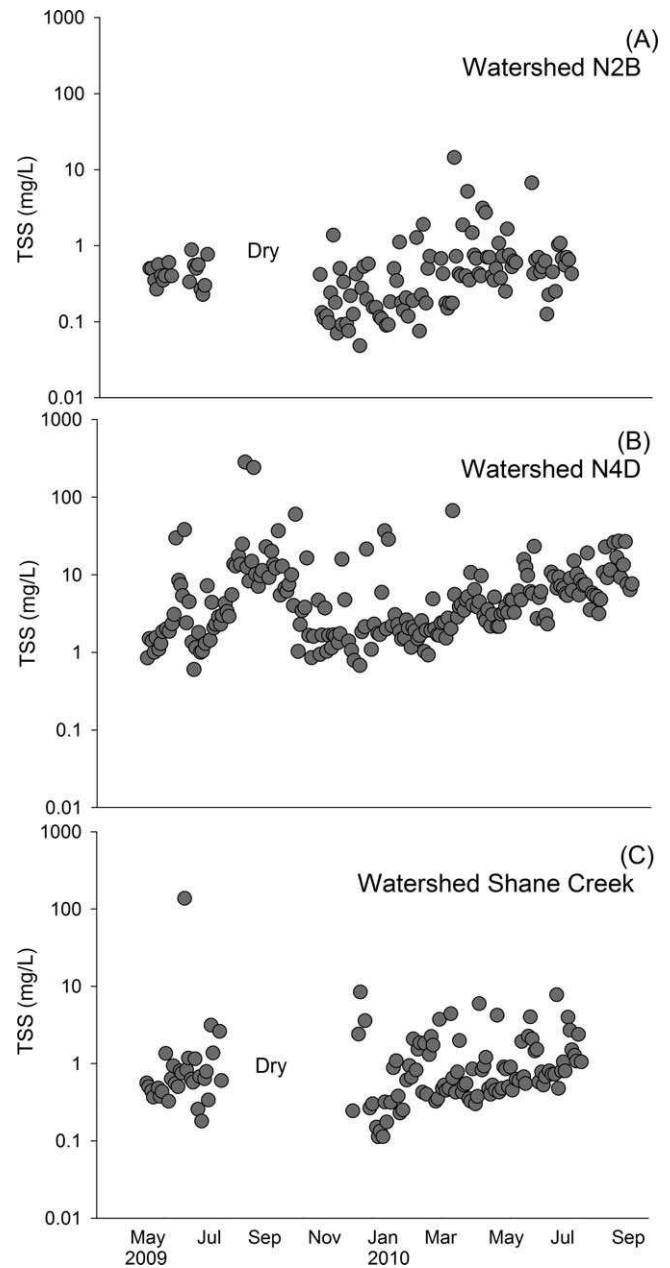 (A)
Watershed N2B
1000
100
10
1
0.1
0.01
TSS (mg/L)
Dry
(B)
Watershed N4D
1000
100
10
1
0.1
0.01
TSS (mg/L)
(C)
Watershed Shane Creek
1000
100
10
1
0.1
0.01
TSS (mg/L)
Dry
May Jul Sep Nov Jan Mar May Jul Sep
2009 2010